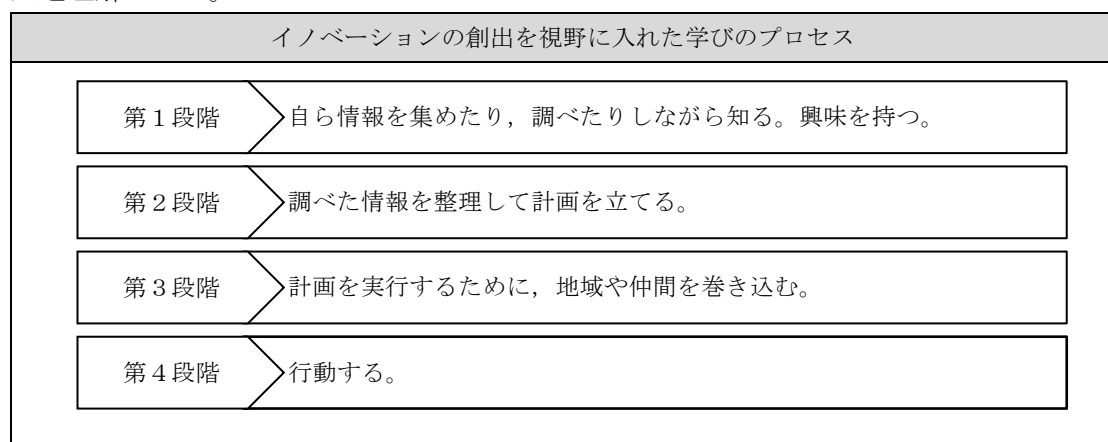 イノベーションの創出を視野に入れた学びのプロセス
第１段階 自ら情報を集めたり，調べたりしながら知る。興味を持つ。
第２段階 調べた情報を整理して計画を立てる。
第３段階 計画を実行するために，地域や仲間を巻き込む。
第４段階 行動する。